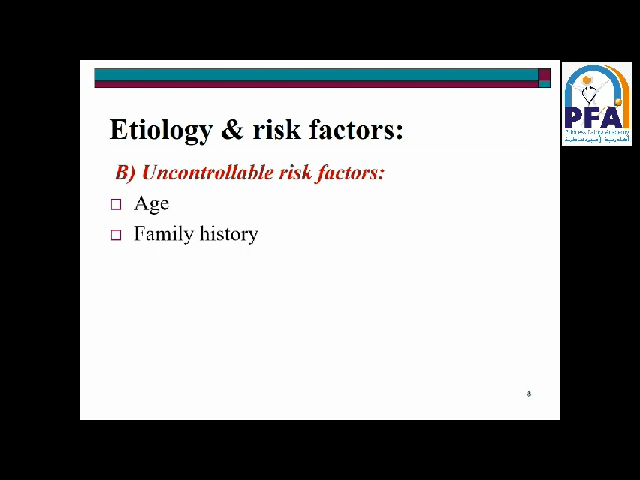 Etiology & risk factors:
B) Uncontrollable risk factors:
Age
Family history
8
PFA